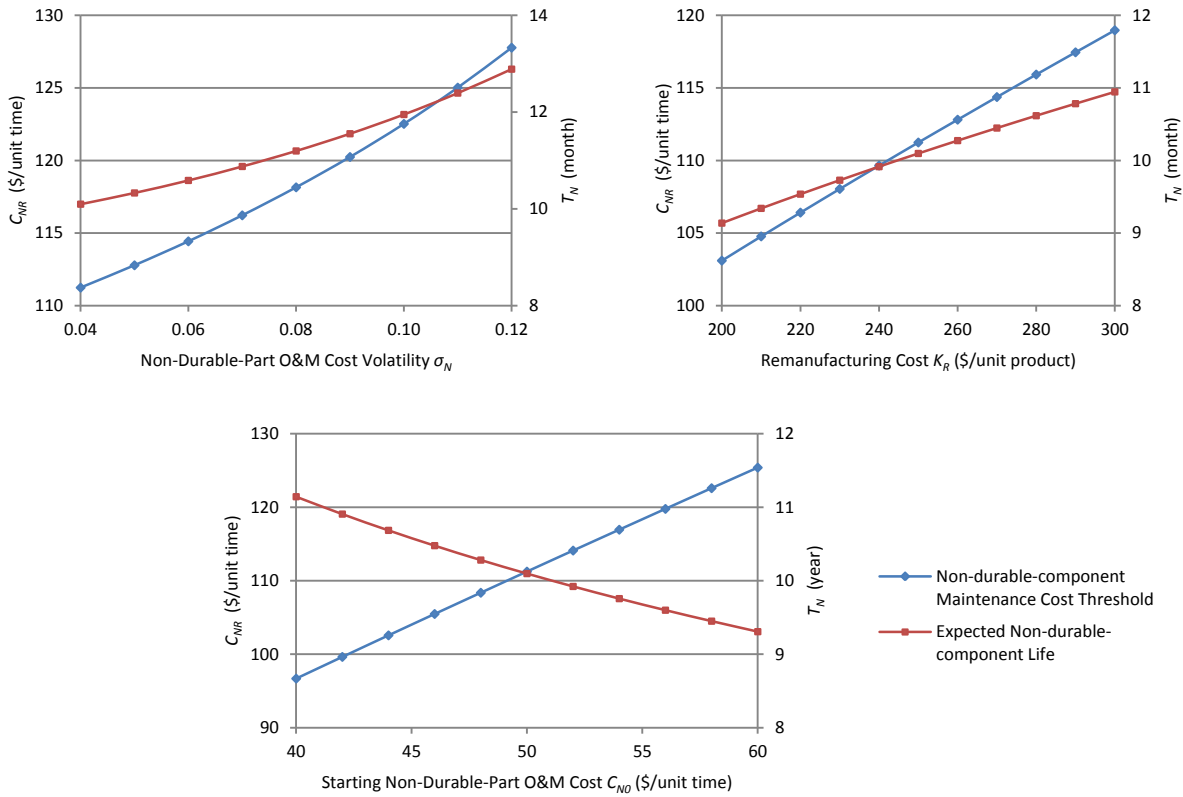 130
125
120
115
110
C_NR ($/unit time)
14
12
10
8
T_N (month)
0.04 0.06 0.08 0.10 0.12
Non-Durable-Part O&M Cost Volatility σ_N
120
115
110
105
100
C_NR ($/unit time)
12
11
10
9
8
T_N (month)
200 220 240 260 280 300
Remanufacturing Cost K_R ($/unit product)
130
120
110
100
90
C_NR ($/unit time)
12
11
10
9
8
T_N (year)
40 45 50 55 60
Starting Non-Durable-Part O&M Cost C_N0 ($/unit time)
Non-durable-component
Maintenance Cost Threshold
Expected Non-durable-
component Life